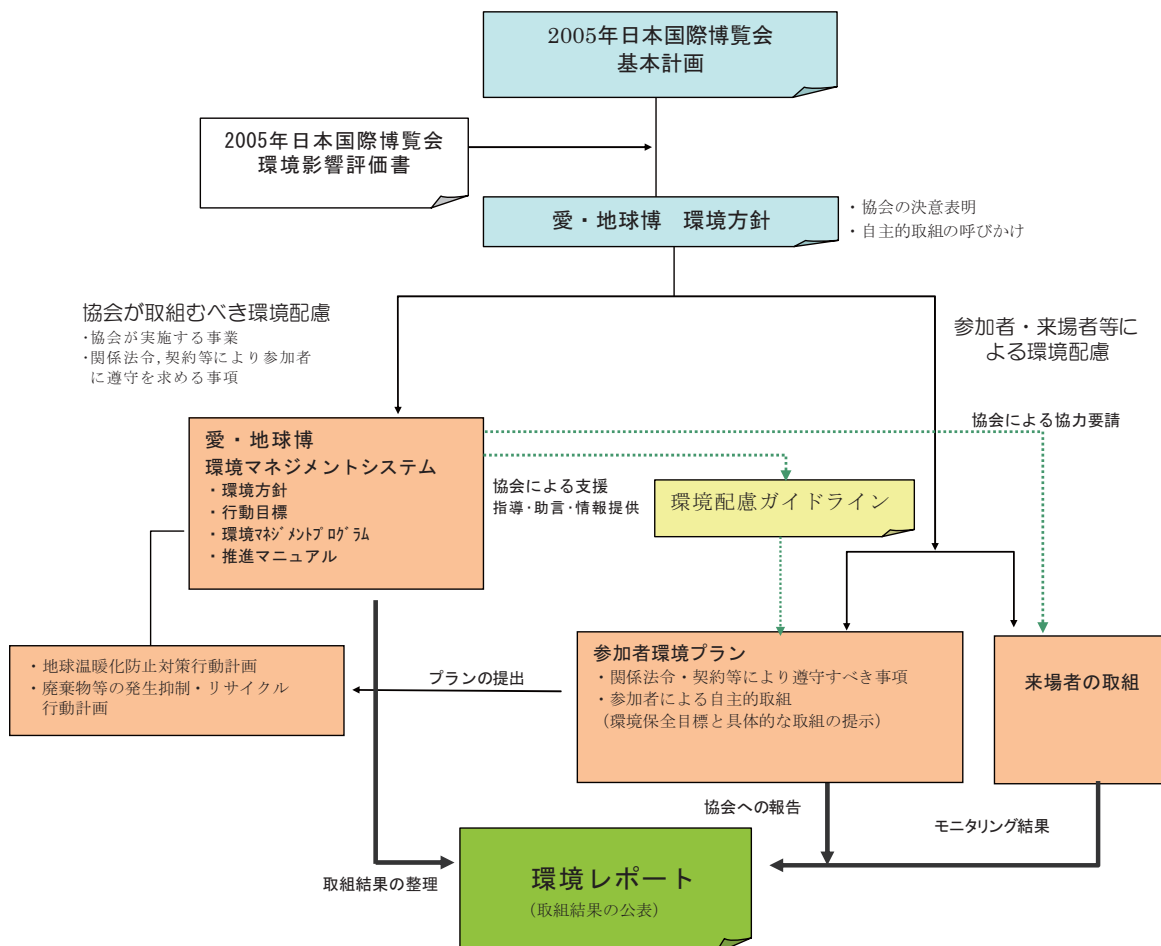 2005年日本国際博覧会
基本計画
2005年日本国際博覧会
環境影響評価書
愛・地球博　環境方針
・協会の決意表明
・自主的取組の呼びかけ
協会が取組むべき環境配慮
・協会が実施する事業
・関係法令,契約等により参加者
に遵守を求める事項
参加者・来場者等に
よる環境配慮
愛・地球博
環境マネジメントシステム
・環境方針
・行動目標
・環境ﾏﾈｼﾞﾒﾝﾄﾌﾟﾛｸﾞﾗﾑ
・推進マニュアル
協会による協力要請
協会による支援
指導・助言・情報提供
環境配慮ガイドライン
・地球温暖化防止対策行動計画
・廃棄物等の発生抑制・リサイクル
行動計画
プランの提出
参加者環境プラン
・関係法令・契約等により遵守すべき事項
・参加者による自主的取組
（環境保全目標と具体的な取組の提示）
来場者の取組
協会への報告
モニタリング結果
取組結果の整理
環境レポート
（取組結果の公表）